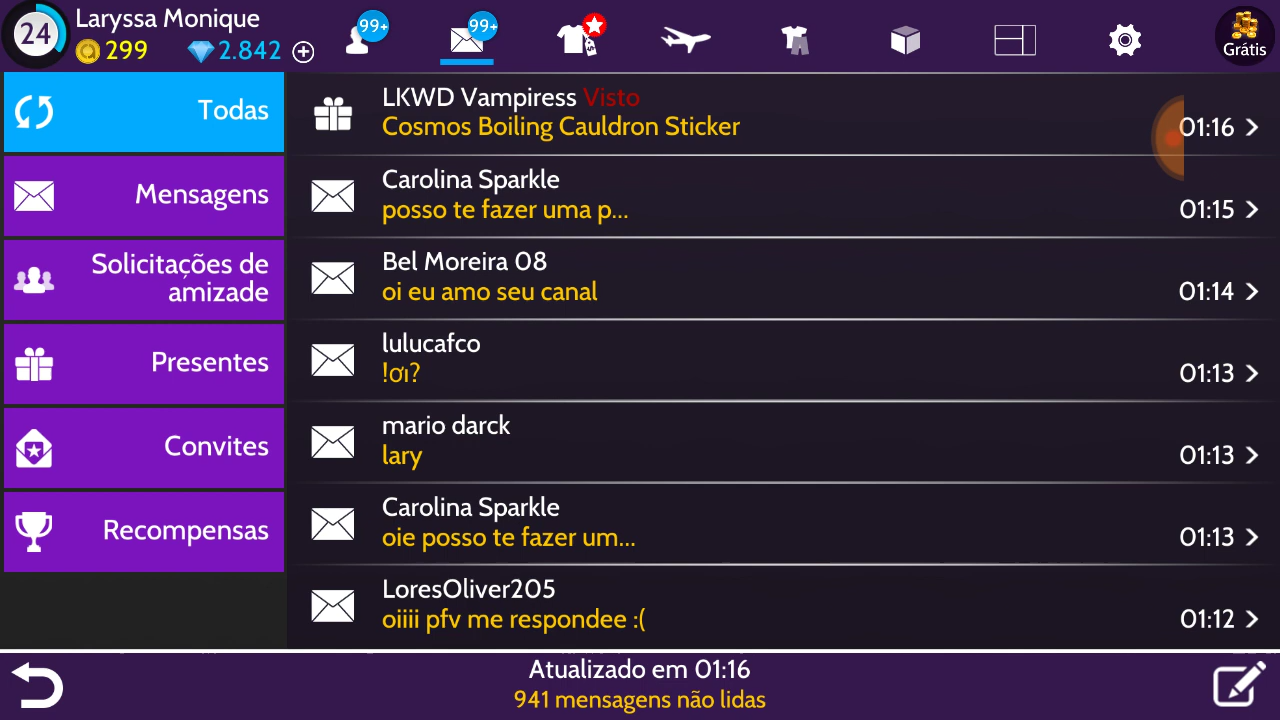 24
Laryssa Monique
299
2.842
99+
99+
Grátis
Todas
Mensagens
Solicitações de
amizade
Presentes
Convites
Recompensas
LKWD Vampiress Visto
Cosmos Boiling Cauldron Sticker
01:16
Carolina Sparkle
posso te fazer uma p...
01:15
Bel Moreira 08
oi eu amo seu canal
01:14
lulucafco
!σι?
01:13
mario darck
lary
01:13
Carolina Sparkle
oie posso te fazer um...
01:13
LoresOliver205
oiiii pfv me respondee :(
01:12
Atualizado em 01:16
941 mensagens não lidas